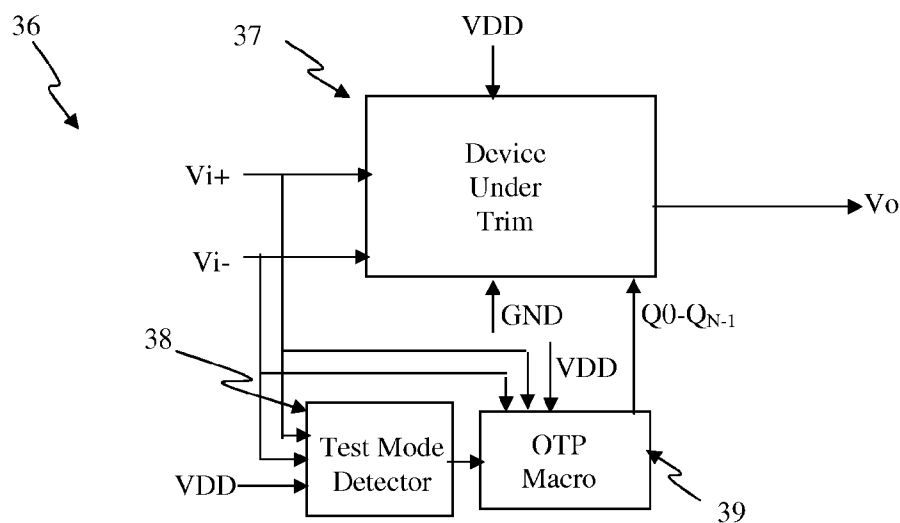 36
37
VDD
Device
Under
Trim
Vi+
Vi-
Vo
GND
Q0-QN-1
38
VDD
Test Mode
Detector
OTP
Macro
VDD
39